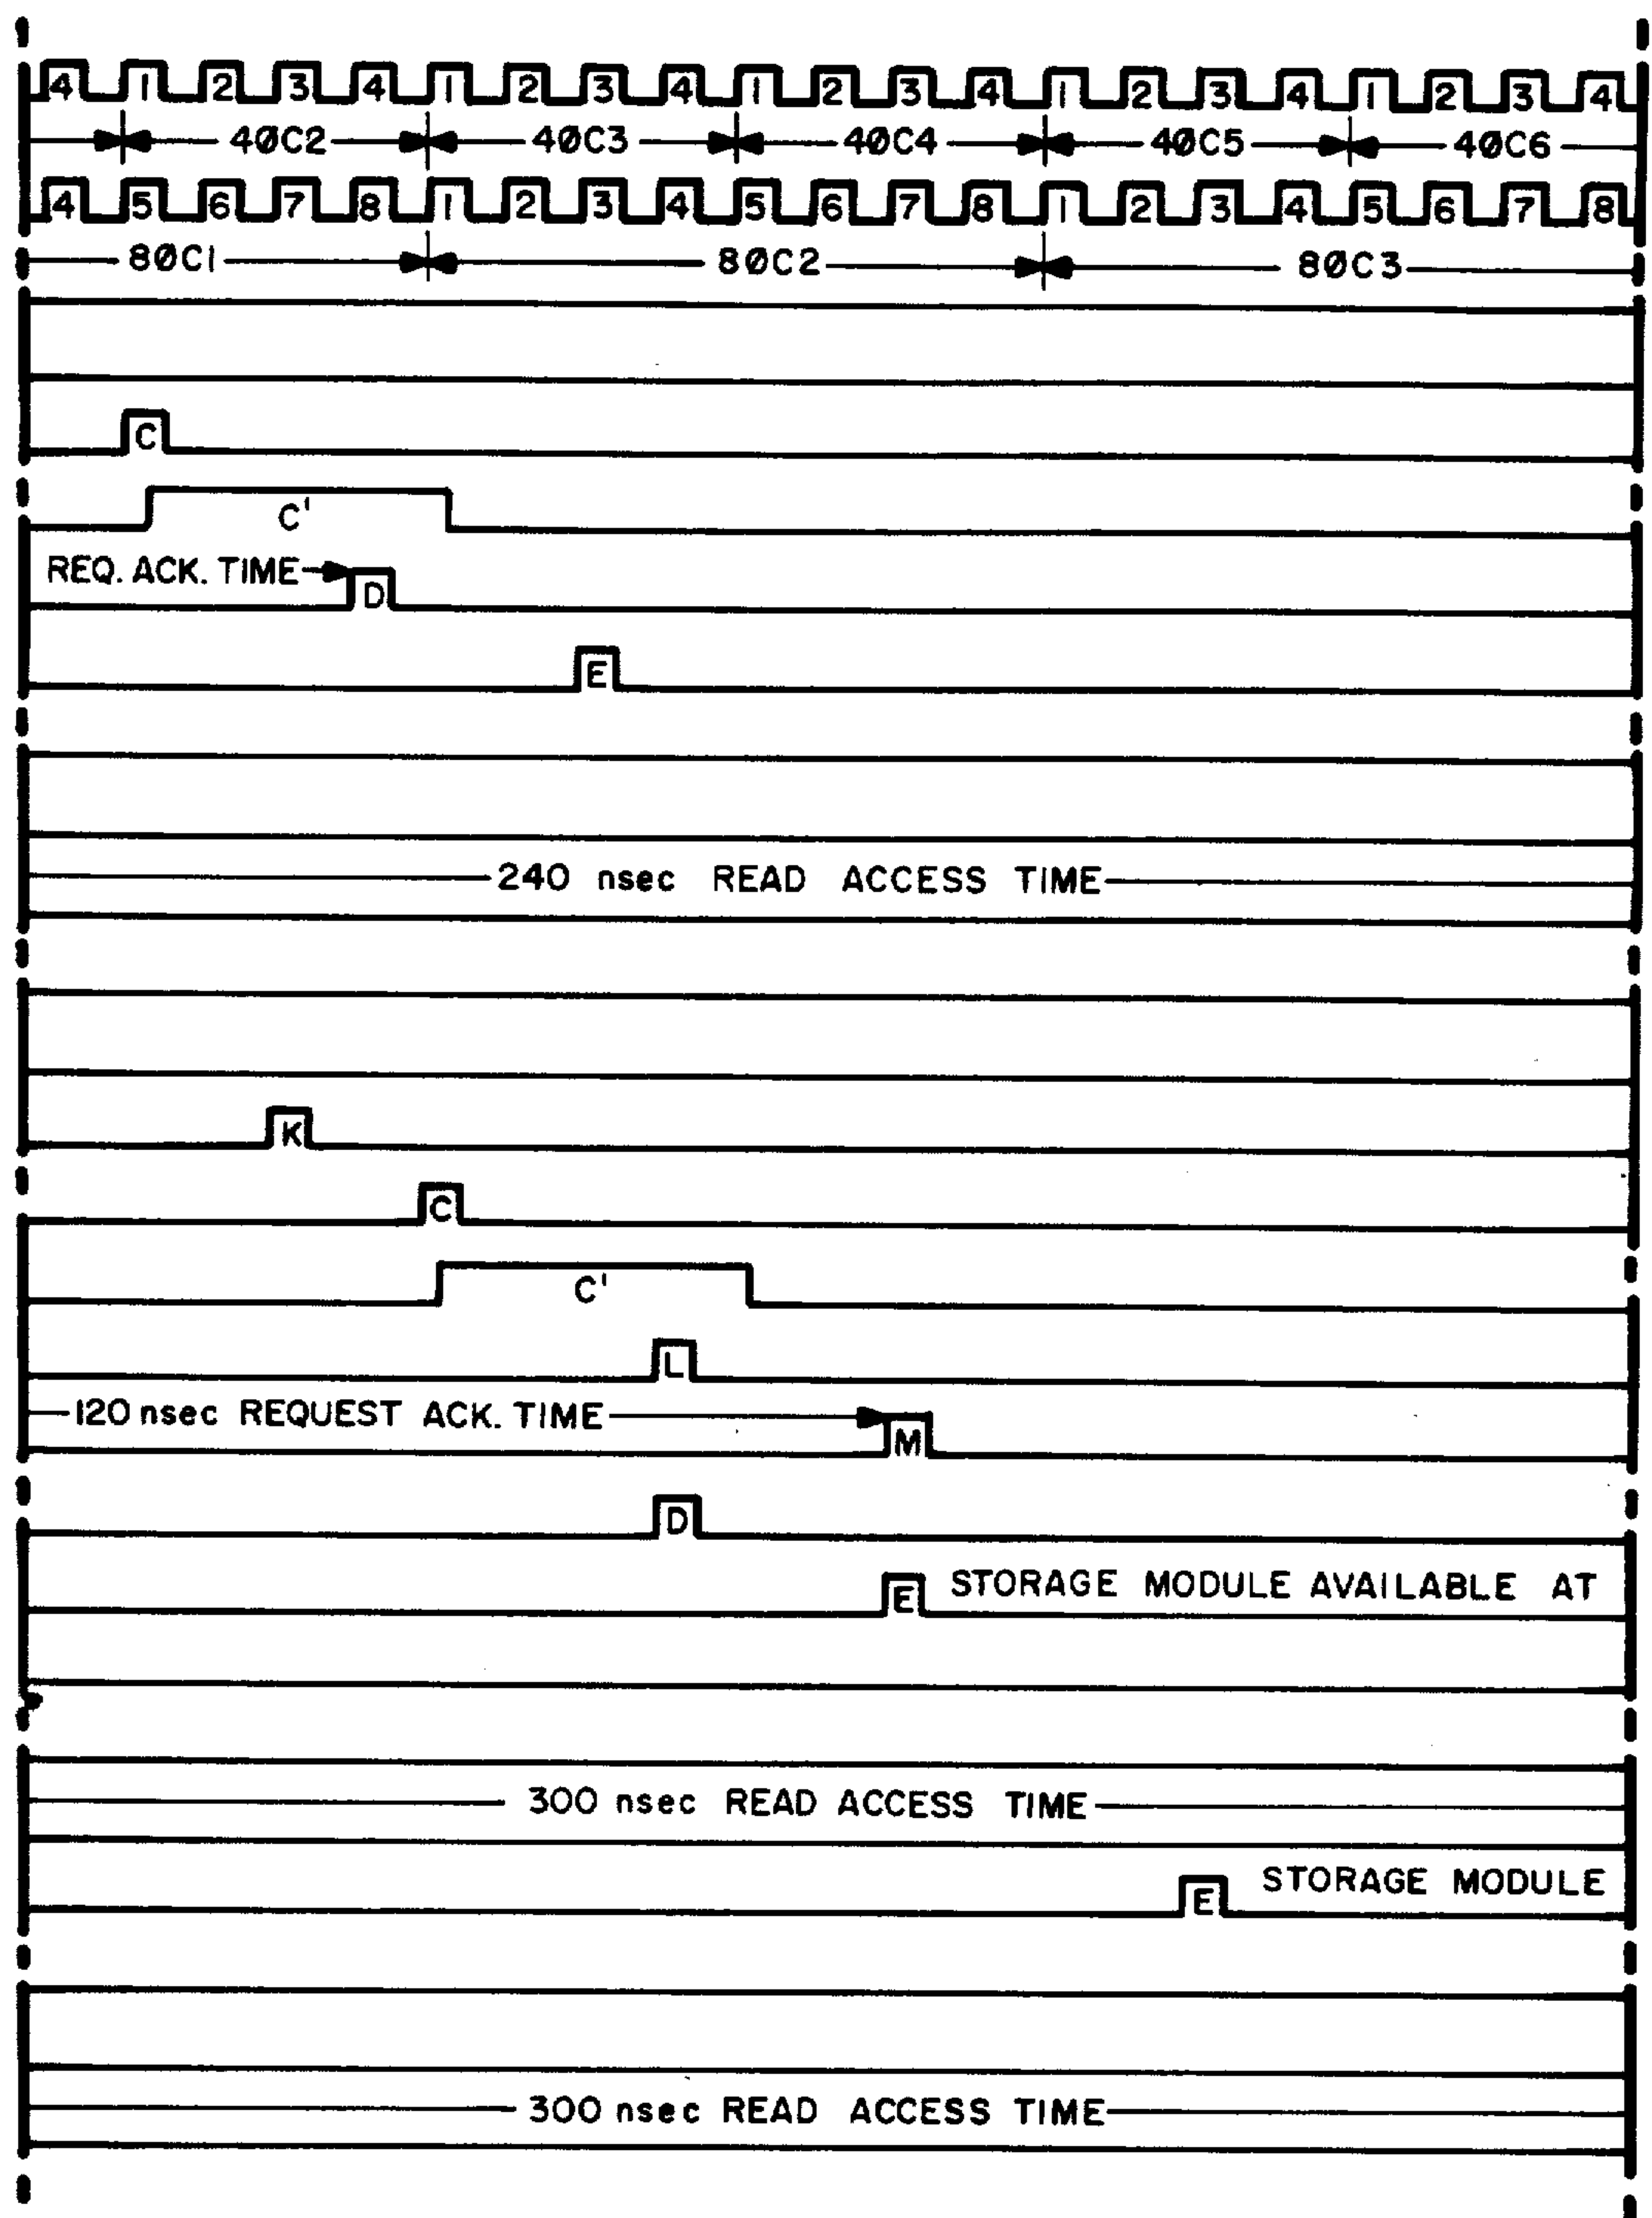 4 1 2 3 4 1 2 3 4 1 2 3 4 1 2 3 4 1 2 3 4
40C2 40C3 40C4 40C5 40C6
4 5 6 7 8 1 2 3 4 5 6 7 8 1 2 3 4 5 6 7 8
80C1 80C2 80C3
C
C'
REQ. ACK. TIME
D
E
240 nsec READ ACCESS TIME
K
C
C'
L
120 nsec REQUEST ACK. TIME
M
D
E STORAGE MODULE AVAILABLE AT
300 nsec READ ACCESS TIME
E STORAGE MODULE
300 nsec READ ACCESS TIME